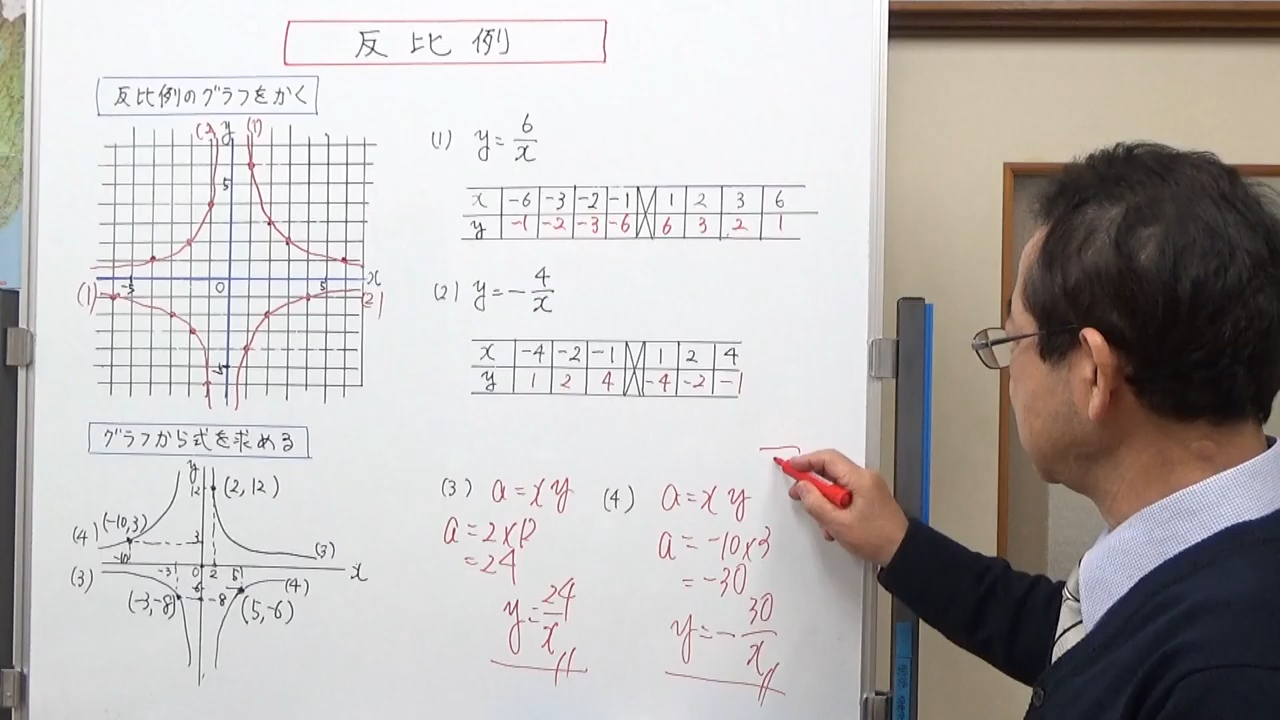 反比例
反比例のグラフをかく
(2) y (1)
5
x
-5 0 5
(1) (2)
-5
(1) y = 6/x
x -6 -3 -2 -1 1 2 3 6
y -1 -2 -3 -6 6 3 2 1
(2) y = - 4/x
x -4 -2 -1 1 2 4
y 1 2 4 -4 -2 -1
グラフから式を求める
y
12 (2, 12)
(4) (-10, 3) 3 (3)
-10
(3) -3 0 2 5 x
(4)
-6
(-3, -8) -8 (5, -6)
(3) a = x y
a = 2 × 12
= 24
y = 24/x
(4) a = x y
a = -10 × 3
= -30
y = - 30/x